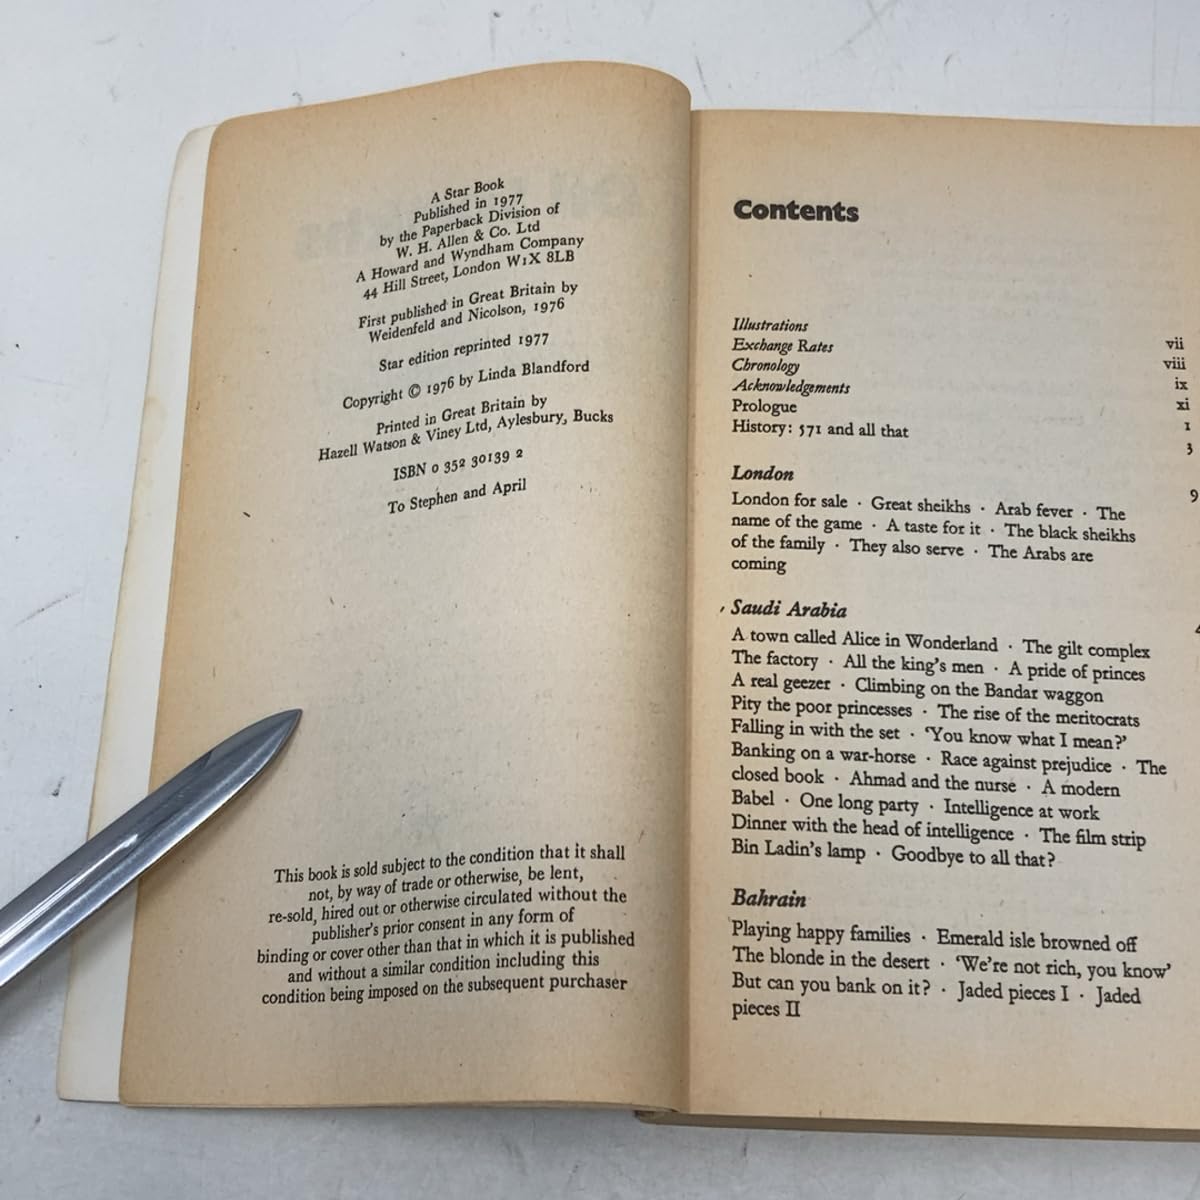 A Star Book
Published in 1977
by the Paperback Division of
W. H. Allen & Co. Ltd
A Howard and Wyndham Company
44 Hill Street, London W1X 8LB
First published in Great Britain by
Weidenfeld and Nicolson, 1976
Star edition reprinted 1977
Copyright © 1976 by Linda Blandford
Printed in Great Britain by
Hazell Watson & Viney Ltd, Aylesbury, Bucks
ISBN 0 352 30139 2
To Stephen and April
This book is sold subject to the condition that it shall
not, by way of trade or otherwise, be lent,
re-sold, hired out or otherwise circulated without the
publisher's prior consent in any form of
binding or cover other than that in which it is published
and without a similar condition including this
condition being imposed on the subsequent purchaser
Contents
Illustrations vii
Exchange Rates viii
Chronology ix
Acknowledgements xi
Prologue 1
History: 571 and all that 3
London 9
London for sale · Great sheikhs · Arab fever · The
name of the game · A taste for it · The black sheikhs
of the family · They also serve · The Arabs are
coming
Saudi Arabia
A town called Alice in Wonderland · The gilt complex
The factory · All the king's men · A pride of princes
A real geezer · Climbing on the Bandar waggon
Pity the poor princesses · The rise of the meritocrats
Falling in with the set · 'You know what I mean?'
Banking on a war-horse · Race against prejudice · The
closed book · Ahmad and the nurse · A modern
Babel · One long party · Intelligence at work
Dinner with the head of intelligence · The film strip
Bin Ladin's lamp · Goodbye to all that?
Bahrain
Playing happy families · Emerald isle browned off
The blonde in the desert · 'We're not rich, you know'
But can you bank on it? · Jaded pieces I · Jaded
pieces II